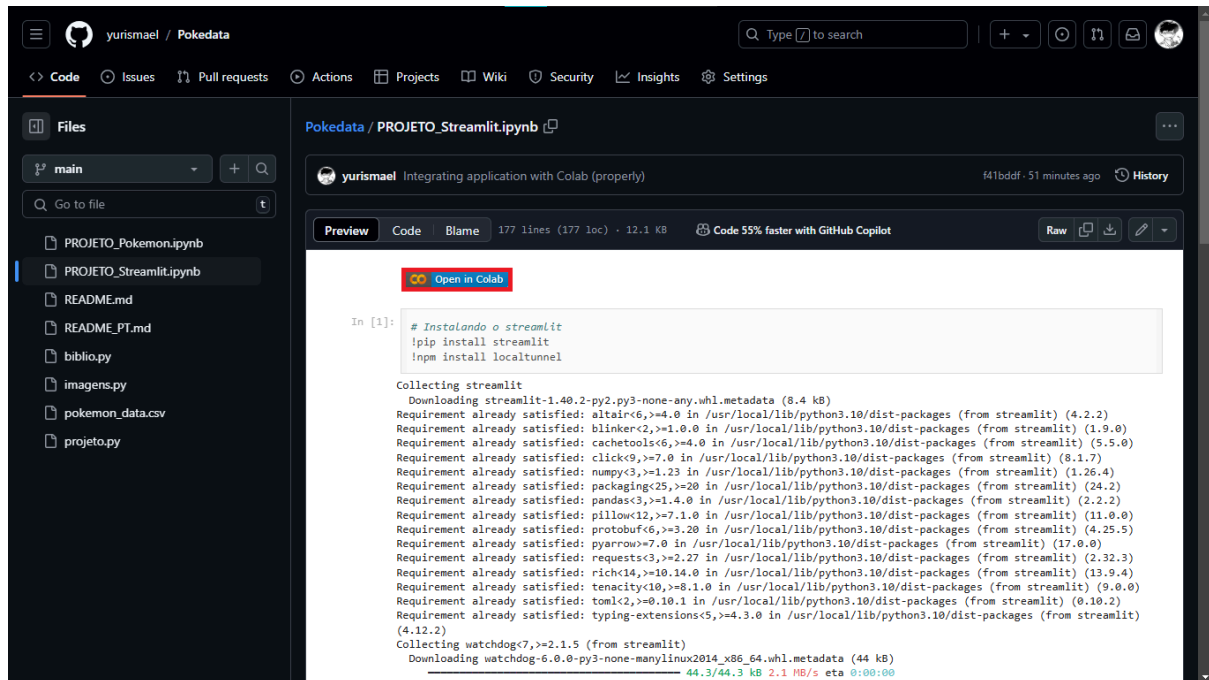 yurismael / Pokedata
Type / to search
Code Issues Pull requests Actions Projects Wiki Security Insights Settings
Files
main
Go to file t
PROJETO_Pokemon.ipynb
PROJETO_Streamlit.ipynb
README.md
README_PT.md
biblio.py
imagens.py
pokemon_data.csv
projeto.py
Pokedata / PROJETO_Streamlit.ipynb
yurismael Integrating application with Colab (properly) f41bddf · 51 minutes ago History
Preview Code Blame 177 lines (177 loc) · 12.1 KB Code 55% faster with GitHub Copilot Raw
Open in Colab
In [1]:
# Instalando o streamlit
!pip install streamlit
!npm install localtunnel
Collecting streamlit
Downloading streamlit-1.40.2-py2.py3-none-any.whl.metadata (8.4 kB)
Requirement already satisfied: altair<6,>=4.0 in /usr/local/lib/python3.10/dist-packages (from streamlit) (4.2.2)
Requirement already satisfied: blinker<2,>=1.0.0 in /usr/local/lib/python3.10/dist-packages (from streamlit) (1.9.0)
Requirement already satisfied: cachetools<6,>=4.0 in /usr/local/lib/python3.10/dist-packages (from streamlit) (5.5.0)
Requirement already satisfied: click<9,>=7.0 in /usr/local/lib/python3.10/dist-packages (from streamlit) (8.1.7)
Requirement already satisfied: numpy<3,>=1.23 in /usr/local/lib/python3.10/dist-packages (from streamlit) (1.26.4)
Requirement already satisfied: packaging<25,>=20 in /usr/local/lib/python3.10/dist-packages (from streamlit) (24.2)
Requirement already satisfied: pandas<3,>=1.4.0 in /usr/local/lib/python3.10/dist-packages (from streamlit) (2.2.2)
Requirement already satisfied: pillow<12,>=7.1.0 in /usr/local/lib/python3.10/dist-packages (from streamlit) (11.0.0)
Requirement already satisfied: protobuf<6,>=3.20 in /usr/local/lib/python3.10/dist-packages (from streamlit) (4.25.5)
Requirement already satisfied: pyarrow>=7.0 in /usr/local/lib/python3.10/dist-packages (from streamlit) (17.0.0)
Requirement already satisfied: requests<3,>=2.27 in /usr/local/lib/python3.10/dist-packages (from streamlit) (2.32.3)
Requirement already satisfied: rich<14,>=10.14.0 in /usr/local/lib/python3.10/dist-packages (from streamlit) (13.9.4)
Requirement already satisfied: tenacity<10,>=8.1.0 in /usr/local/lib/python3.10/dist-packages (from streamlit) (9.0.0)
Requirement already satisfied: toml<2,>=0.10.1 in /usr/local/lib/python3.10/dist-packages (from streamlit) (0.10.2)
Requirement already satisfied: typing-extensions<5,>=4.3.0 in /usr/local/lib/python3.10/dist-packages (from streamlit)
(4.12.2)
Collecting watchdog<7,>=2.1.5 (from streamlit)
Downloading watchdog-6.0.0-py3-none-manylinux2014_x86_64.whl.metadata (44 kB)
44.3/44.3 kB 2.1 MB/s eta 0:00:00